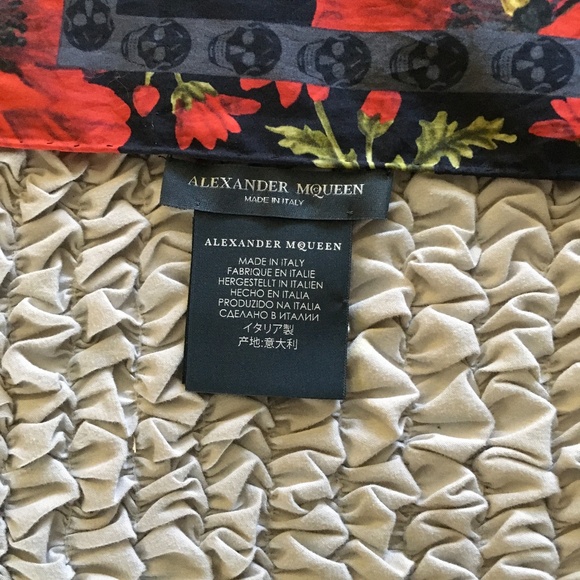 ALEXANDER MQUEEN
MADE IN ITALY
ALEXANDER MQUEEN
MADE IN ITALY
FABRIQUE EN ITALIE
HERGESTELLT IN ITALIEN
HECHO EN ITALIA
PRODUZIDO NA ITALIA
СДЕЛАНО В ИТАЛИИ
イタリア製
产地:意大利